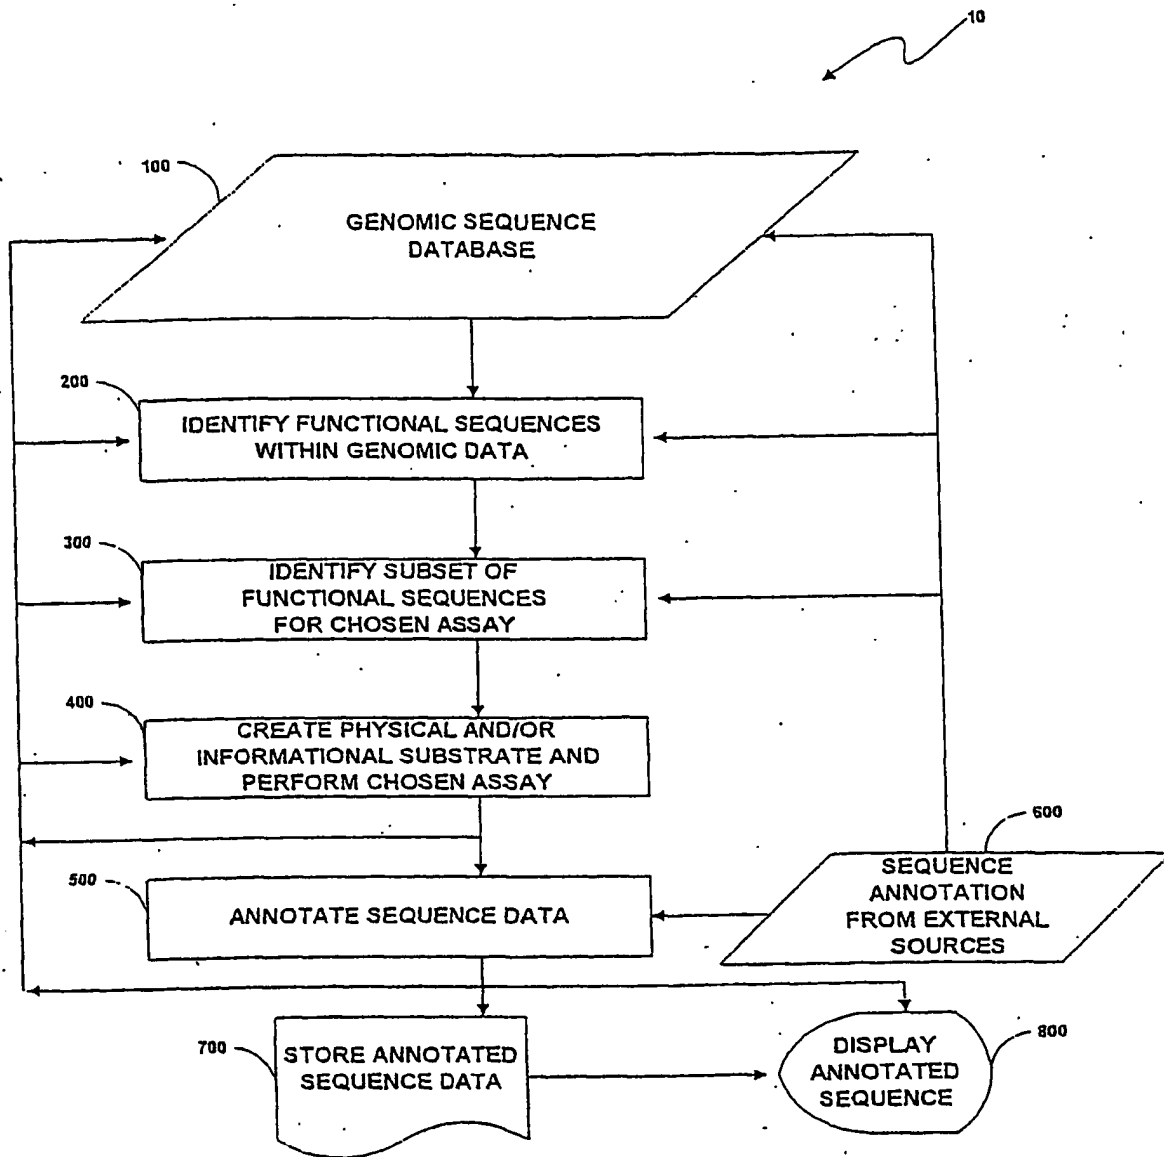 10
100
GENOMIC SEQUENCE
DATABASE
200
IDENTIFY FUNCTIONAL SEQUENCES
WITHIN GENOMIC DATA
300
IDENTIFY SUBSET OF
FUNCTIONAL SEQUENCES
FOR CHOSEN ASSAY
400
CREATE PHYSICAL AND/OR
INFORMATIONAL SUBSTRATE AND
PERFORM CHOSEN ASSAY
600
SEQUENCE
ANNOTATION
FROM EXTERNAL
SOURCES
500
ANNOTATE SEQUENCE DATA
700
STORE ANNOTATED
SEQUENCE DATA
800
DISPLAY
ANNOTATED
SEQUENCE